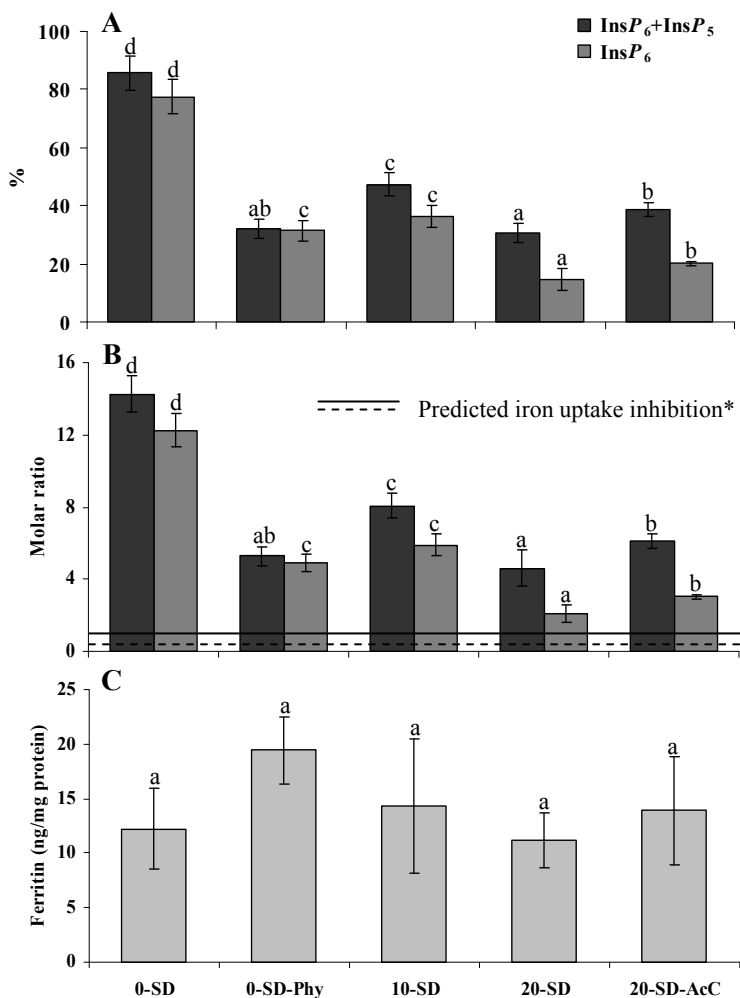 A
InsP6+InsP5
InsP6
%
100
80
60
40
20
0
d
d
ab
c
c
c
a
a
b
b
B
Predicted iron uptake inhibition*
Molar ratio
16
12
8
4
0
d
d
ab
c
c
c
a
a
b
b
C
Ferritin (ng/mg protein)
25
20
15
10
5
0
a
a
a
a
a
0-SD 0-SD-Phy 10-SD 20-SD 20-SD-AcC